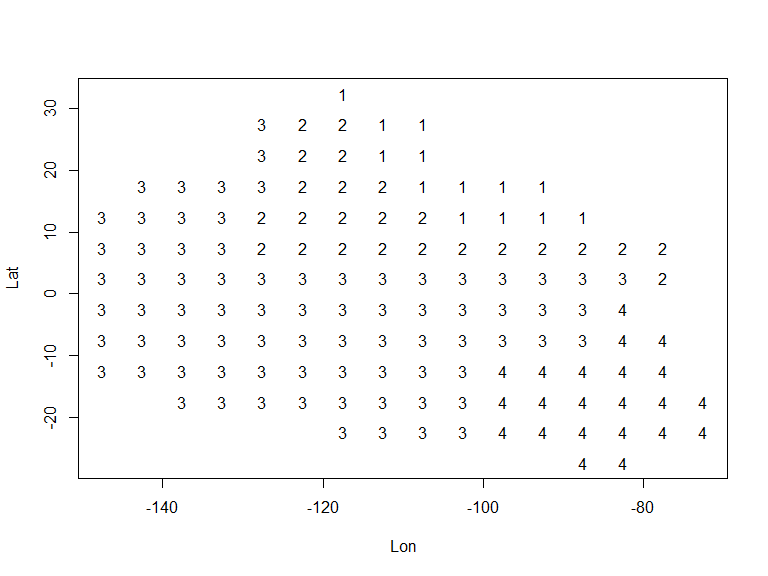 1
30
3 2 2 1 1
3 2 2 1 1
20
3 3 3 3 2 2 2 1 1 1 1
3 3 3 3 2 2 2 2 2 1 1 1 1
10
3 3 3 3 2 2 2 2 2 2 2 2 2 2 2
Lat
3 3 3 3 3 3 3 3 3 3 3 3 3 3 2
0
3 3 3 3 3 3 3 3 3 3 3 3 3 4
3 3 3 3 3 3 3 3 3 3 3 3 3 4 4
-10
3 3 3 3 3 3 3 3 3 3 4 4 4 4 4
3 3 3 3 3 3 3 3 4 4 4 4 4 4
-20
3 3 3 3 4 4 4 4 4 4
4 4
-140 -120 -100 -80
Lon